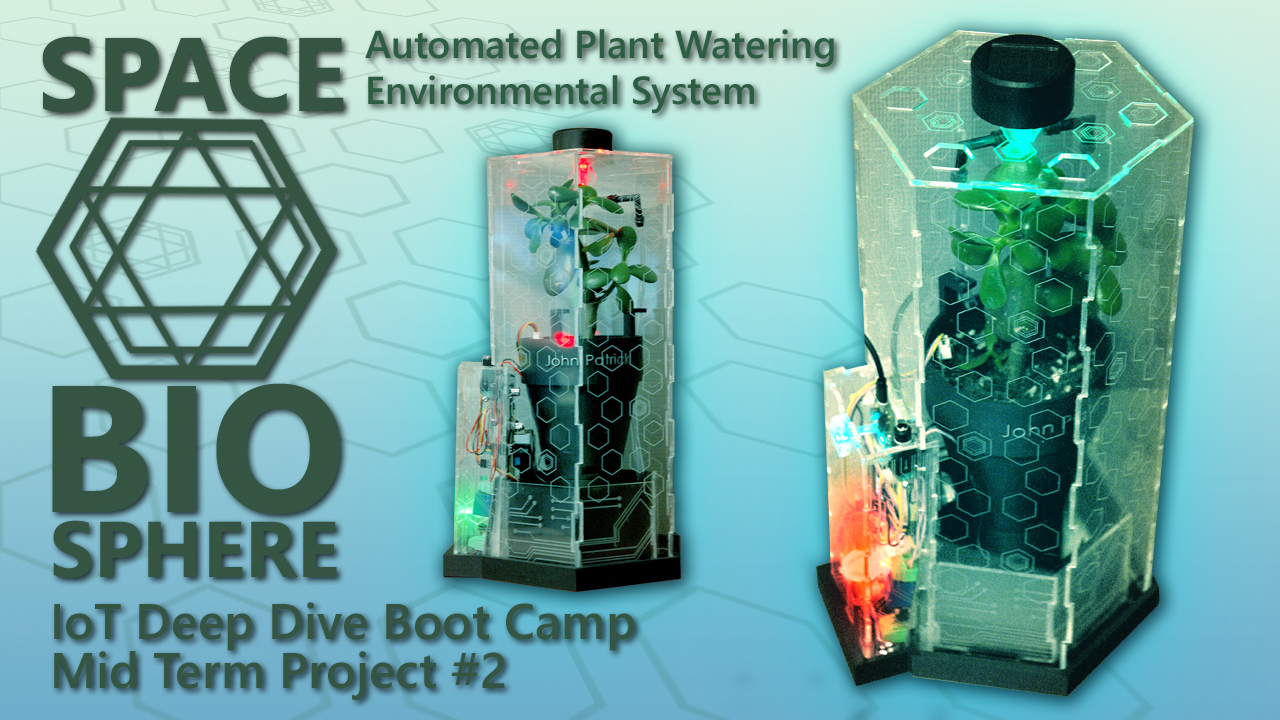 SPACE
Automated Plant Watering
Environmental System
BIO
SPHERE
IoT Deep Dive Boot Camp
Mid Term Project #2
John Patrick
John P